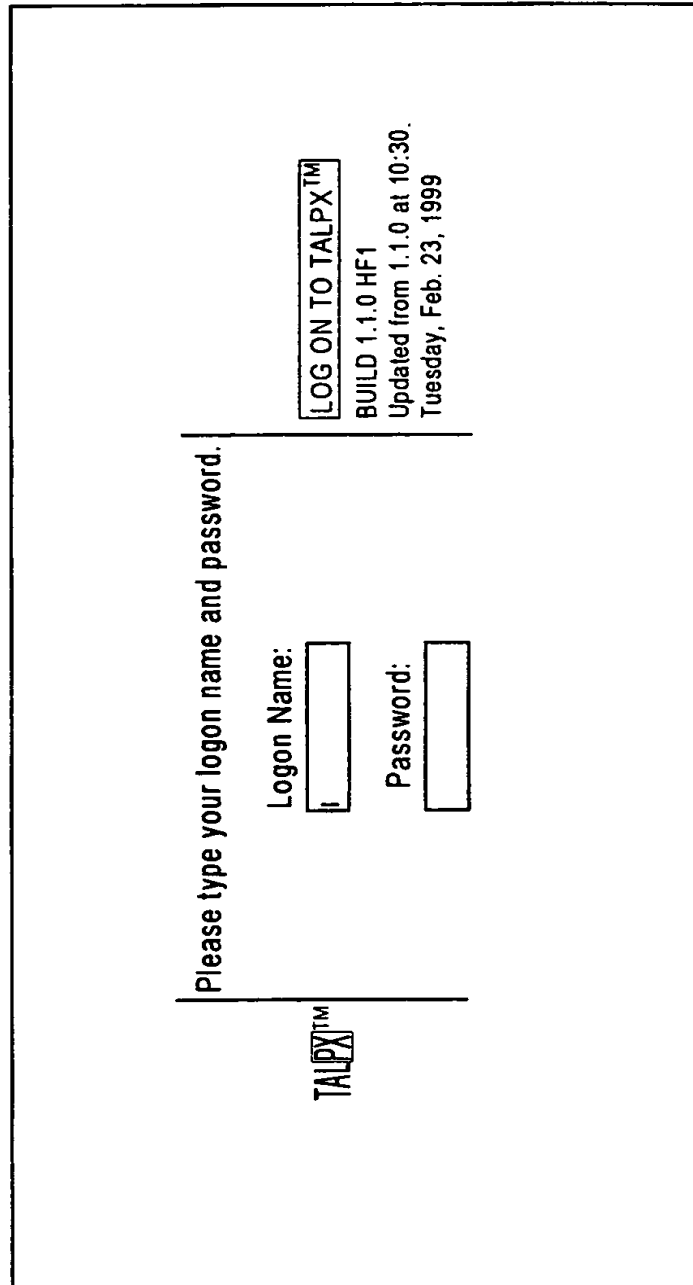 TALPX™
Please type your logon name and password.
Logon Name:
Password:
LOG ON TO TALPX™
BUILD 1.1.0 HF1
Updated from 1.1.0 at 10:30.
Tuesday, Feb. 23, 1999